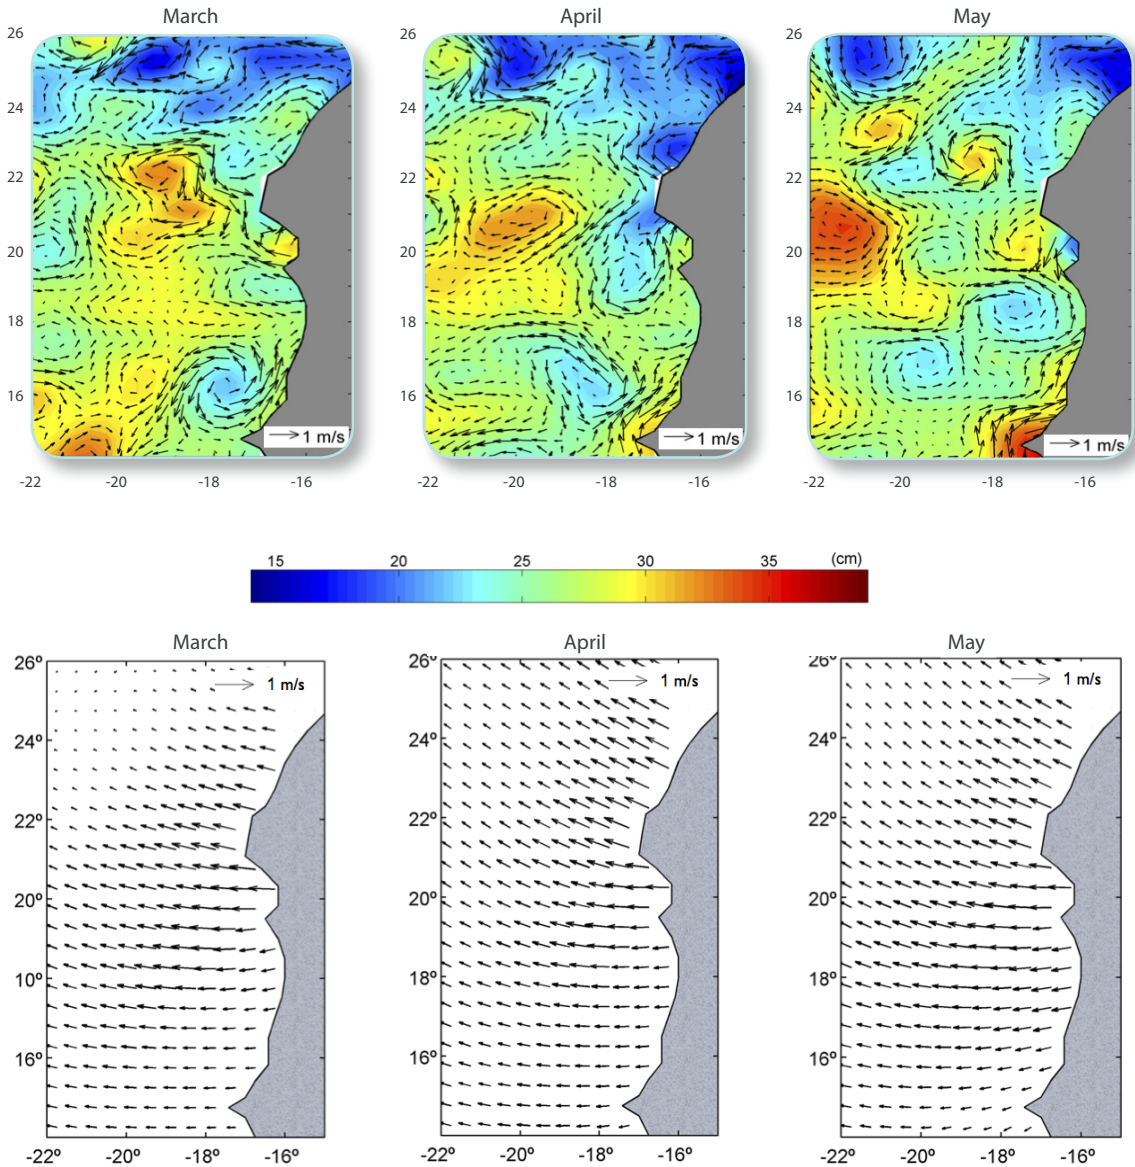 March April May
26 26 26
24 24 24
22 22 22
20 20 20
18 18 18
16 16 16
1 m/s 1 m/s 1 m/s
-22 -20 -18 -16 -22 -20 -18 -16 -22 -20 -18 -16
15 20 25 30 35 (cm)
March April May
26º 26º 26º
1 m/s 1 m/s 1 m/s
24º 24º 24º
22º 22º 22º
20º 20º 20º
10º 18º 18º
16º 16º 16º
-22º -20º -18º -16º -22º -20º -18º -16º -22º -20º -18º -16º